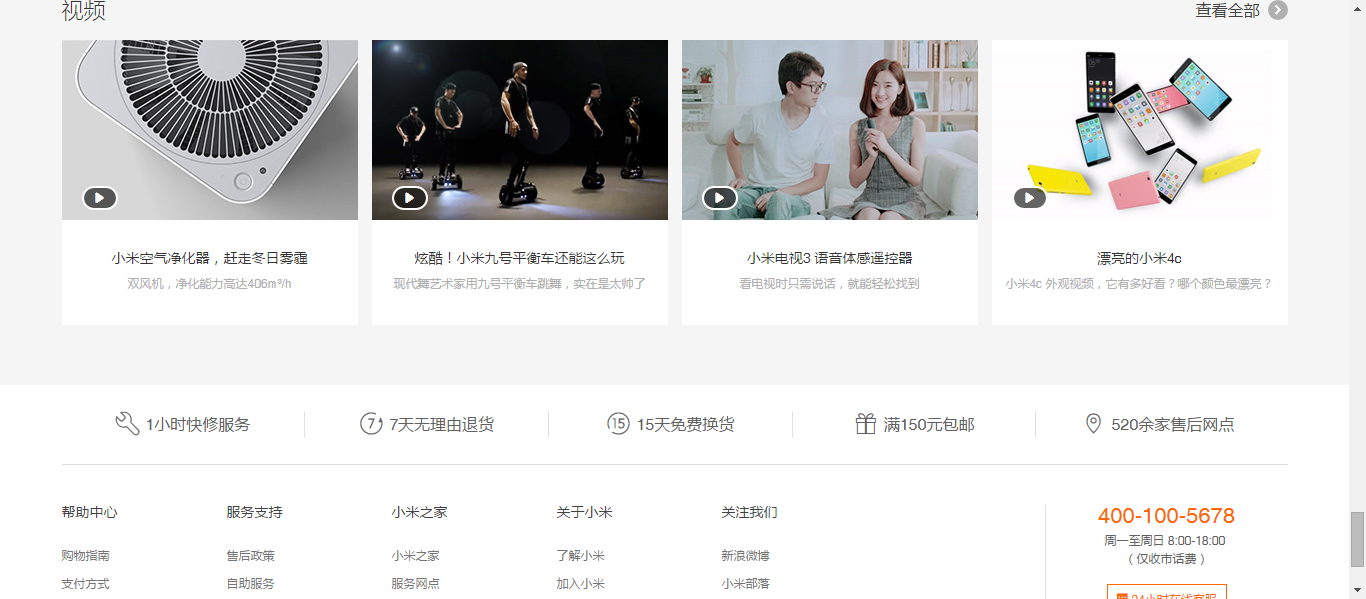 视频
查看全部
小米空气净化器，赶走冬日雾霾
双风机，净化能力高达406m³/h
炫酷！小米九号平衡车还能这么玩
现代舞艺术家用九号平衡车跳舞，实在是太帅了
小米电视3 语音体感遥控器
看电视时只需说话，就能轻松找到
漂亮的小米4c
小米4c 外观视频，它有多好看？哪个颜色最漂亮？
1小时快修服务
7 7天无理由退货
15 15天免费换货
满150元包邮
520余家售后网点
帮助中心
购物指南
支付方式
服务支持
售后政策
自助服务
小米之家
小米之家
服务网点
关于小米
了解小米
加入小米
关注我们
新浪微博
小米部落
400-100-5678
周一至周日 8:00-18:00
（仅收市话费）
24小时在线客服